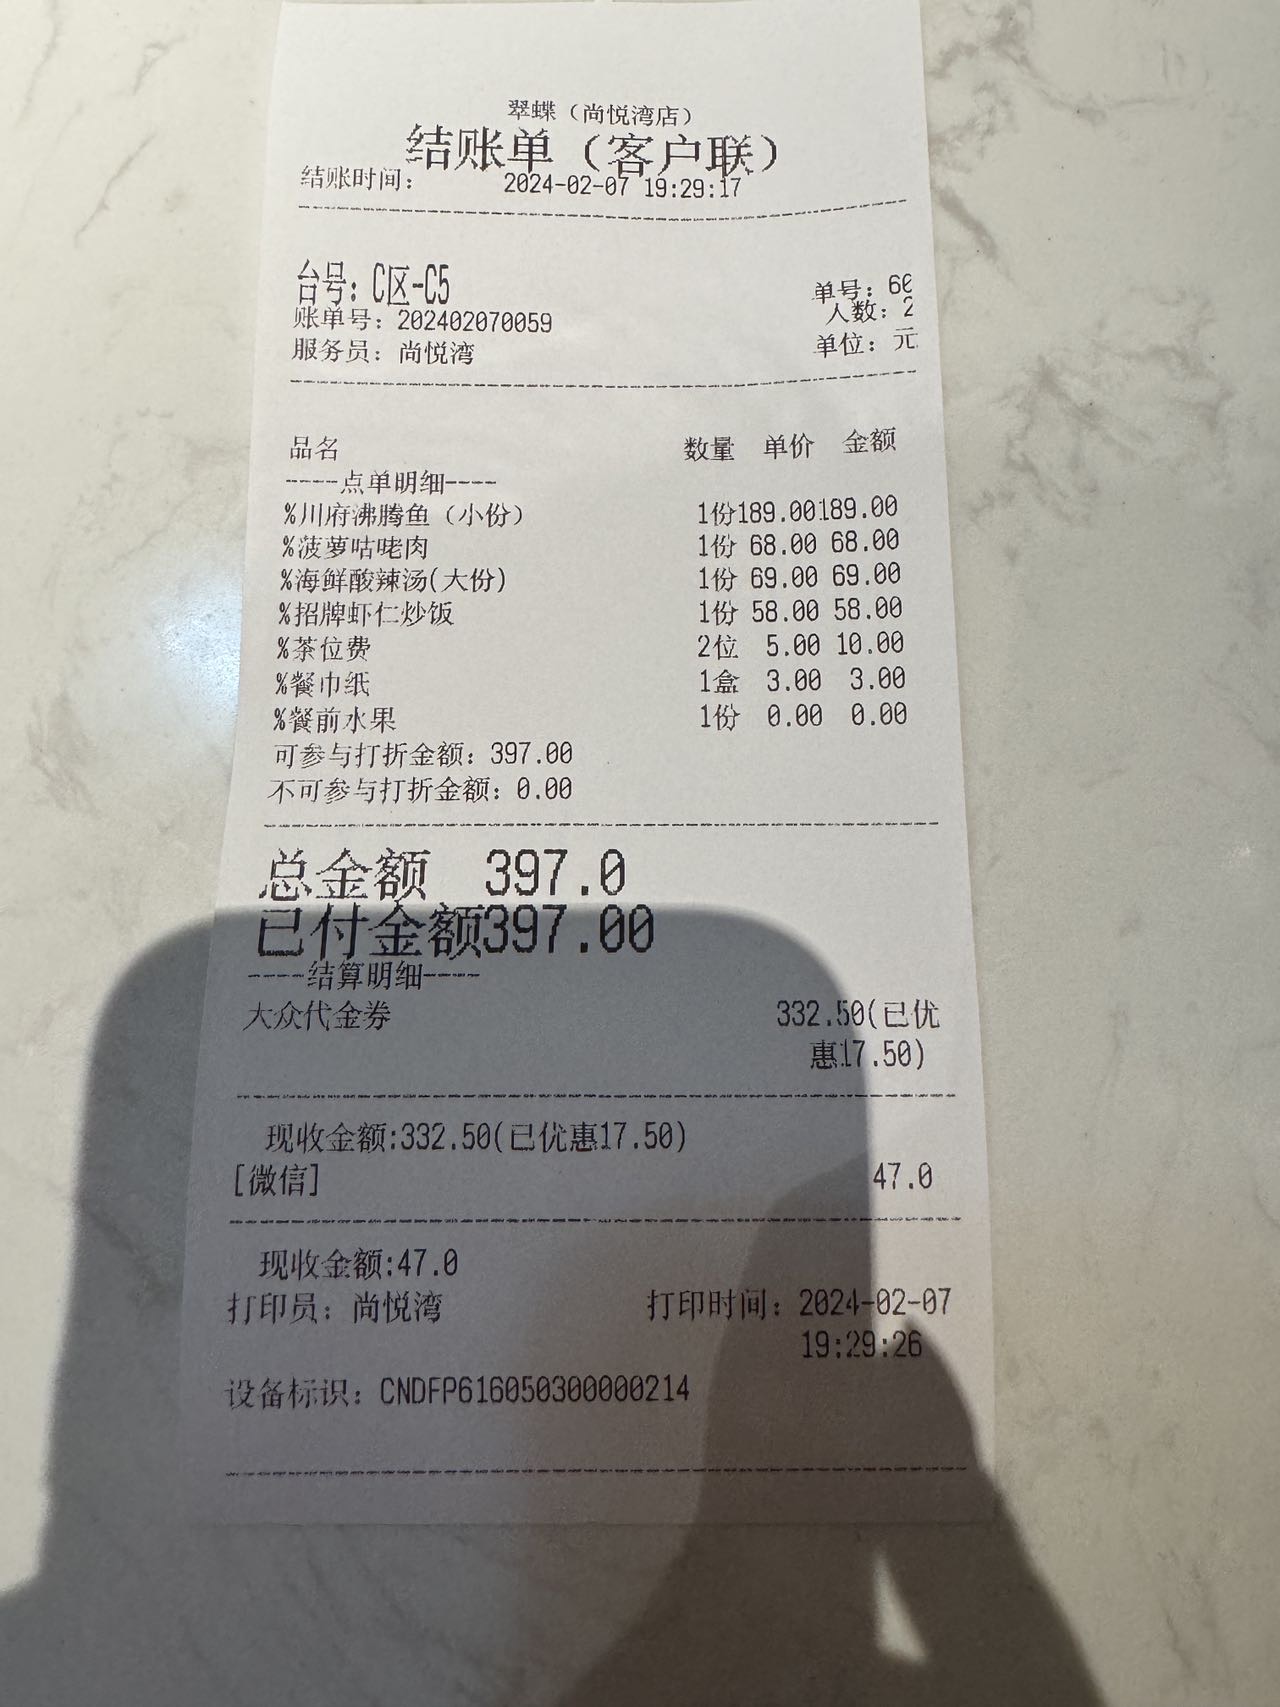 翠蝶（尚悦湾店）
结账单（客户联）
结账时间： 2024-02-07 19:29:17
台号：C区-C5 单号：
账单号：202402070059 人数：2
服务员：尚悦湾 单位：元
品名 数量 单价 金额
----点单明细----
%川府沸腾鱼（小份） 1份189.00189.00
%菠萝咕咾肉 1份 68.00 68.00
%海鲜酸辣汤(大份) 1份 69.00 69.00
%招牌虾仁炒饭 1份 58.00 58.00
%茶位费 2位 5.00 10.00
%餐巾纸 1盒 3.00 3.00
%餐前水果 1份 0.00 0.00
可参与打折金额：397.00
不可参与打折金额：0.00
总金额 397.0
已付金额397.00
----结算明细----
大众代金券 332.50(已优
惠17.50)
现收金额:332.50(已优惠17.50)
[微信] 47.0
现收金额:47.0
打印员：尚悦湾 打印时间：2024-02-07
19:29:26
设备标识：CNDFP616050300000214